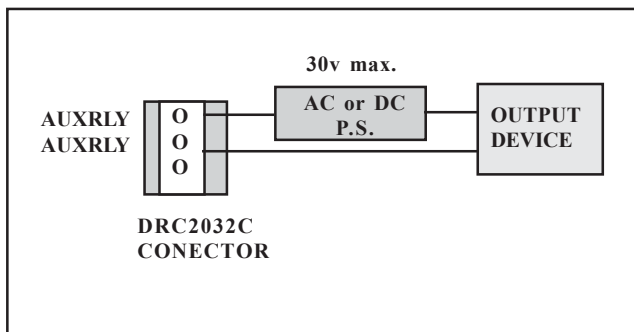 30v max.
AC or DC
P.S.
OUTPUT
DEVICE
AUXRLY
AUXRLY
O
O
O
DRC2032C
CONECTOR